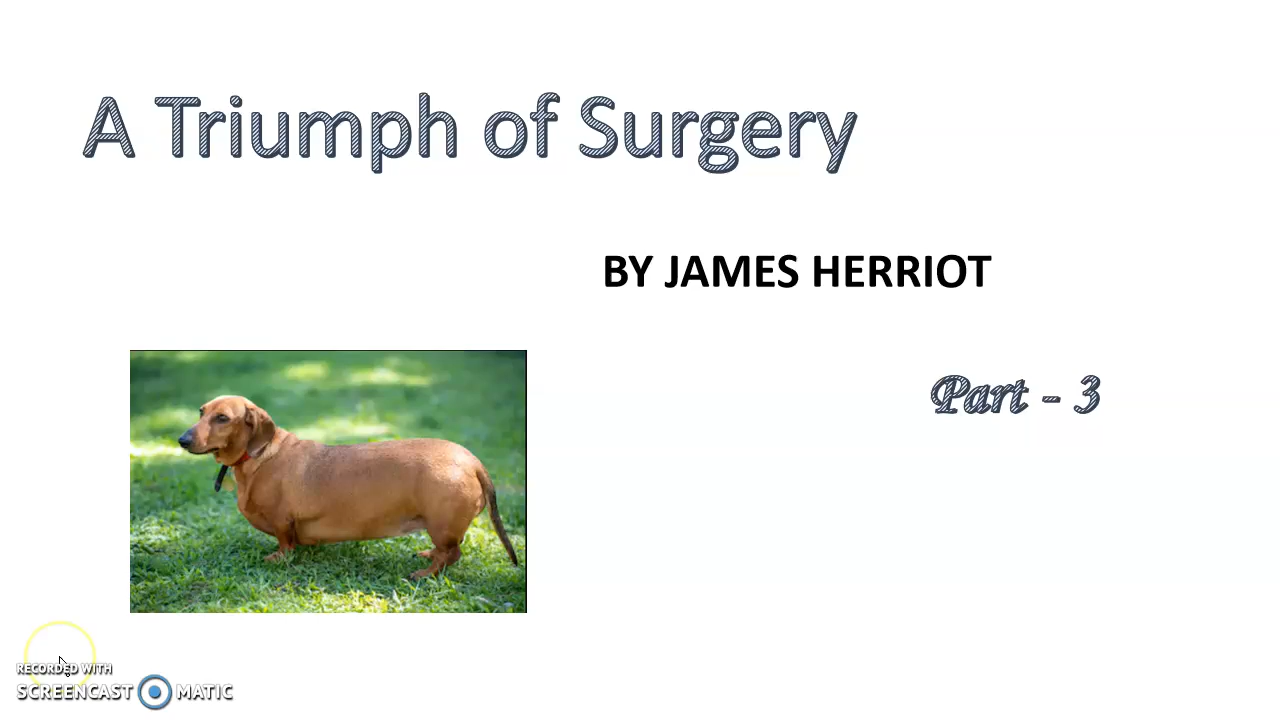 A Triumph of Surgery
BY JAMES HERRIOT
Part - 3
RECORDED WITH
SCREENCAST MATIC